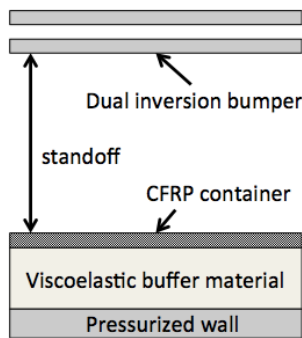 Dual inversion bumper
standoff
CFRP container
Viscoelastic buffer material
Pressurized wall